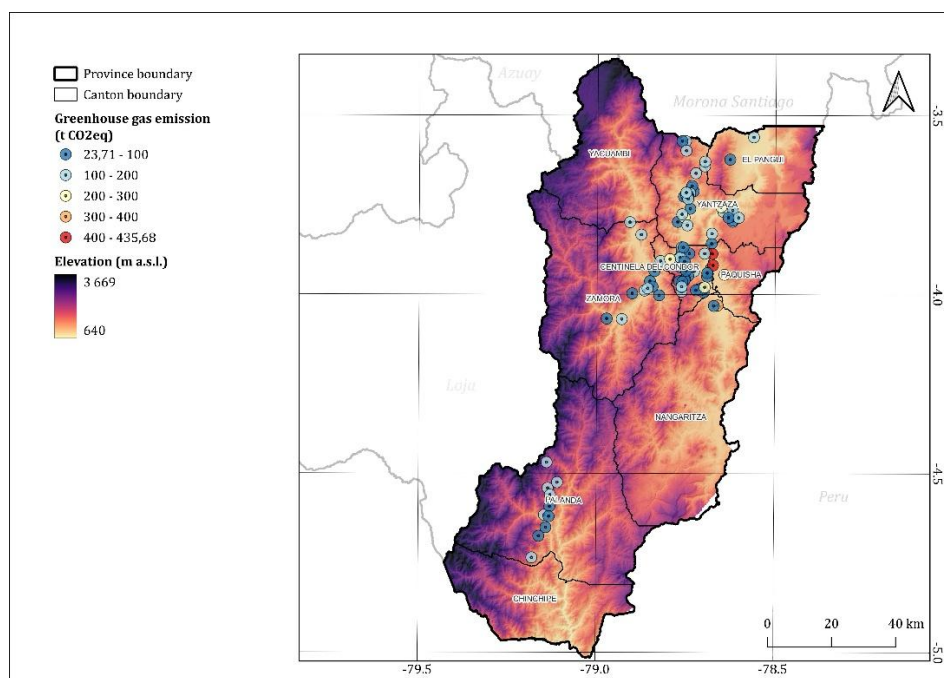 Province boundary
Canton boundary
Greenhouse gas emission
(t CO2eq)
23,71 - 100
100 - 200
200 - 300
300 - 400
400 - 435,68
Elevation (m a.s.l.)
3 669
640
Azuay
Morona Santiago
-3.5
YACUAMBI
EL PANGUI
YANTZAZA
CENTINELA DEL CONDOR
PAQUISHA
ZAMORA
-4.0
Loja
NANGARITZA
-4.5
PALANDA
Peru
CHINCHIPE
0 20 40 km
-5.0
-79.5 -79.0 -78.5